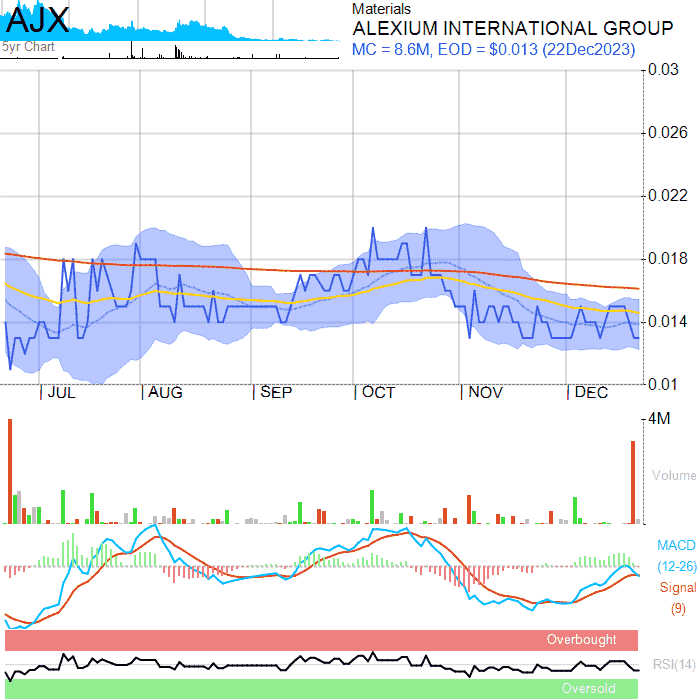 AJX
5yr Chart
Materials
ALEXIUM INTERNATIONAL GROUP
MC = 8.6M, EOD = $0.013 (22Dec2023)
0.03
0.026
0.022
0.018
0.014
0.01
JUL AUG SEP OCT NOV DEC
4M
Volume
MACD
(12-26)
Signal
(9)
Overbought
RSI(14)
Oversold